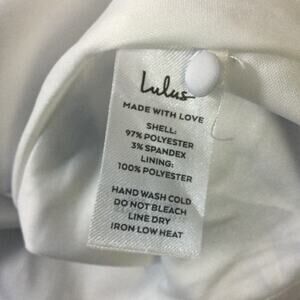 Lulus
MADE WITH LOVE
SHELL:
97% POLYESTER
3% SPANDEX
LINING:
100% POLYESTER
HAND WASH COLD
DO NOT BLEACH
LINE DRY
IRON LOW HEAT